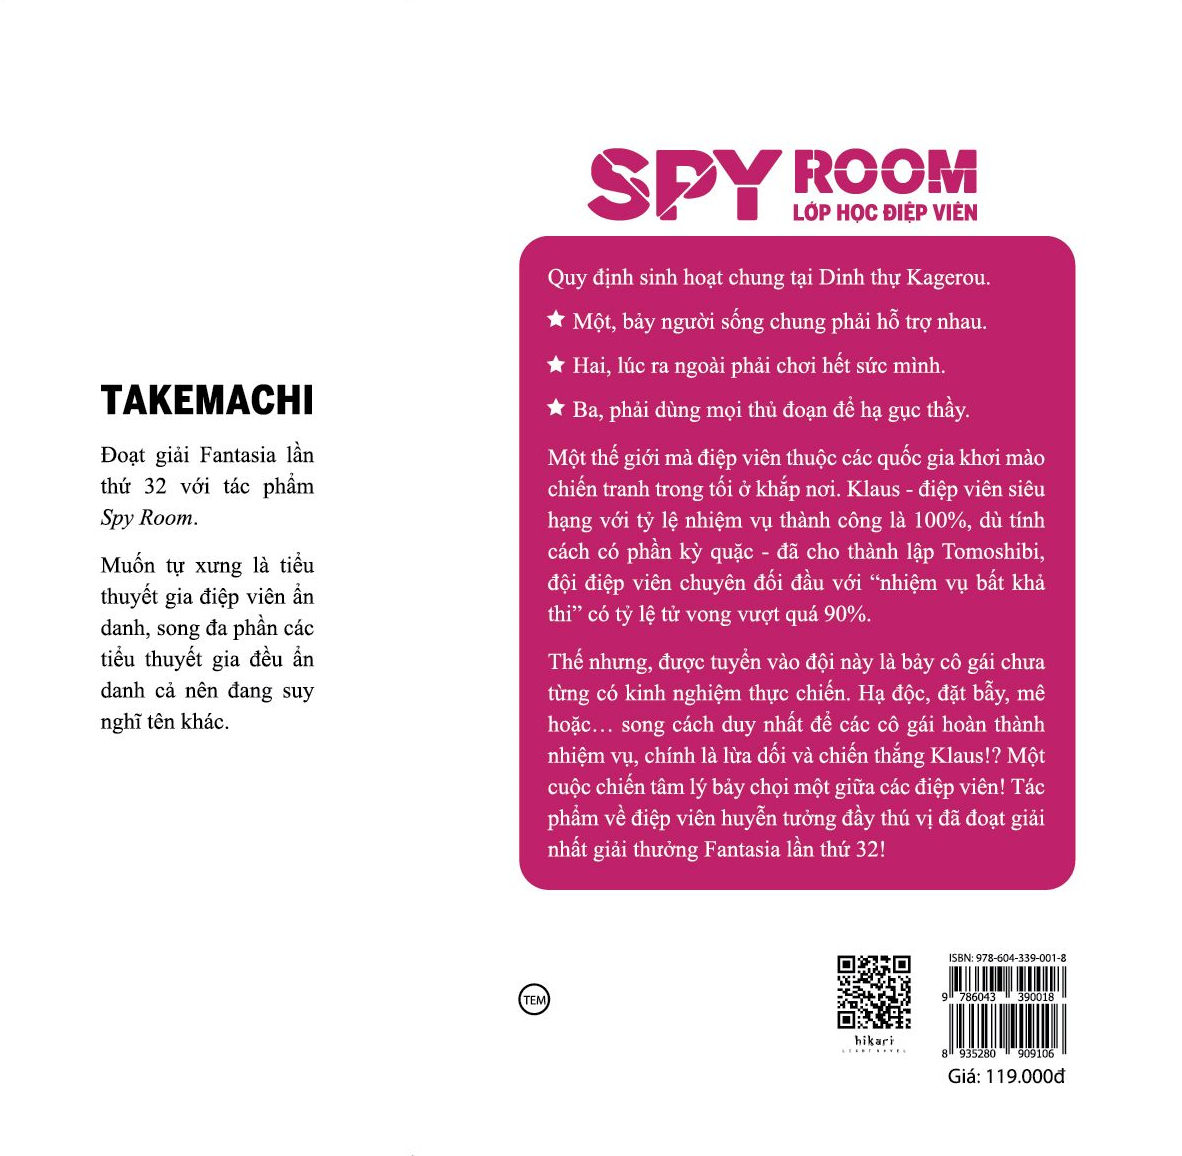 TAKEMACHI
Đoạt giải Fantasia lần
thứ 32 với tác phẩm
Spy Room.
Muốn tự xưng là tiểu
thuyết gia điệp viên ẩn
danh, song đa phần các
tiểu thuyết gia đều ẩn
danh cả nên đang suy
nghĩ tên khác.
SPY ROOM
LỚP HỌC ĐIỆP VIÊN
Quy định sinh hoạt chung tại Dinh thự Kagerou.
★ Một, bảy người sống chung phải hỗ trợ nhau.
★ Hai, lúc ra ngoài phải chơi hết sức mình.
★ Ba, phải dùng mọi thủ đoạn để hạ gục thầy.
Một thế giới mà điệp viên thuộc các quốc gia khơi mào
chiến tranh trong tối ở khắp nơi. Klaus - điệp viên siêu
hạng với tỷ lệ nhiệm vụ thành công là 100%, dù tính
cách có phần kỳ quặc - đã cho thành lập Tomoshibi,
đội điệp viên chuyên đối đầu với “nhiệm vụ bất khả
thi” có tỷ lệ tử vong vượt quá 90%.
Thế nhưng, được tuyển vào đội này là bảy cô gái chưa
từng có kinh nghiệm thực chiến. Hạ độc, đặt bẫy, mê
hoặc… song cách duy nhất để các cô gái hoàn thành
nhiệm vụ, chính là lừa dối và chiến thắng Klaus!? Một
cuộc chiến tâm lý bảy chọi một giữa các điệp viên! Tác
phẩm về điệp viên huyễn tưởng đầy thú vị đã đoạt giải
nhất giải thưởng Fantasia lần thứ 32!
TEM
hikari
LIGHT NOVEL
ISBN: 978-604-339-001-8
9 786043 390018
8 935280 909106
Giá: 119.000đ